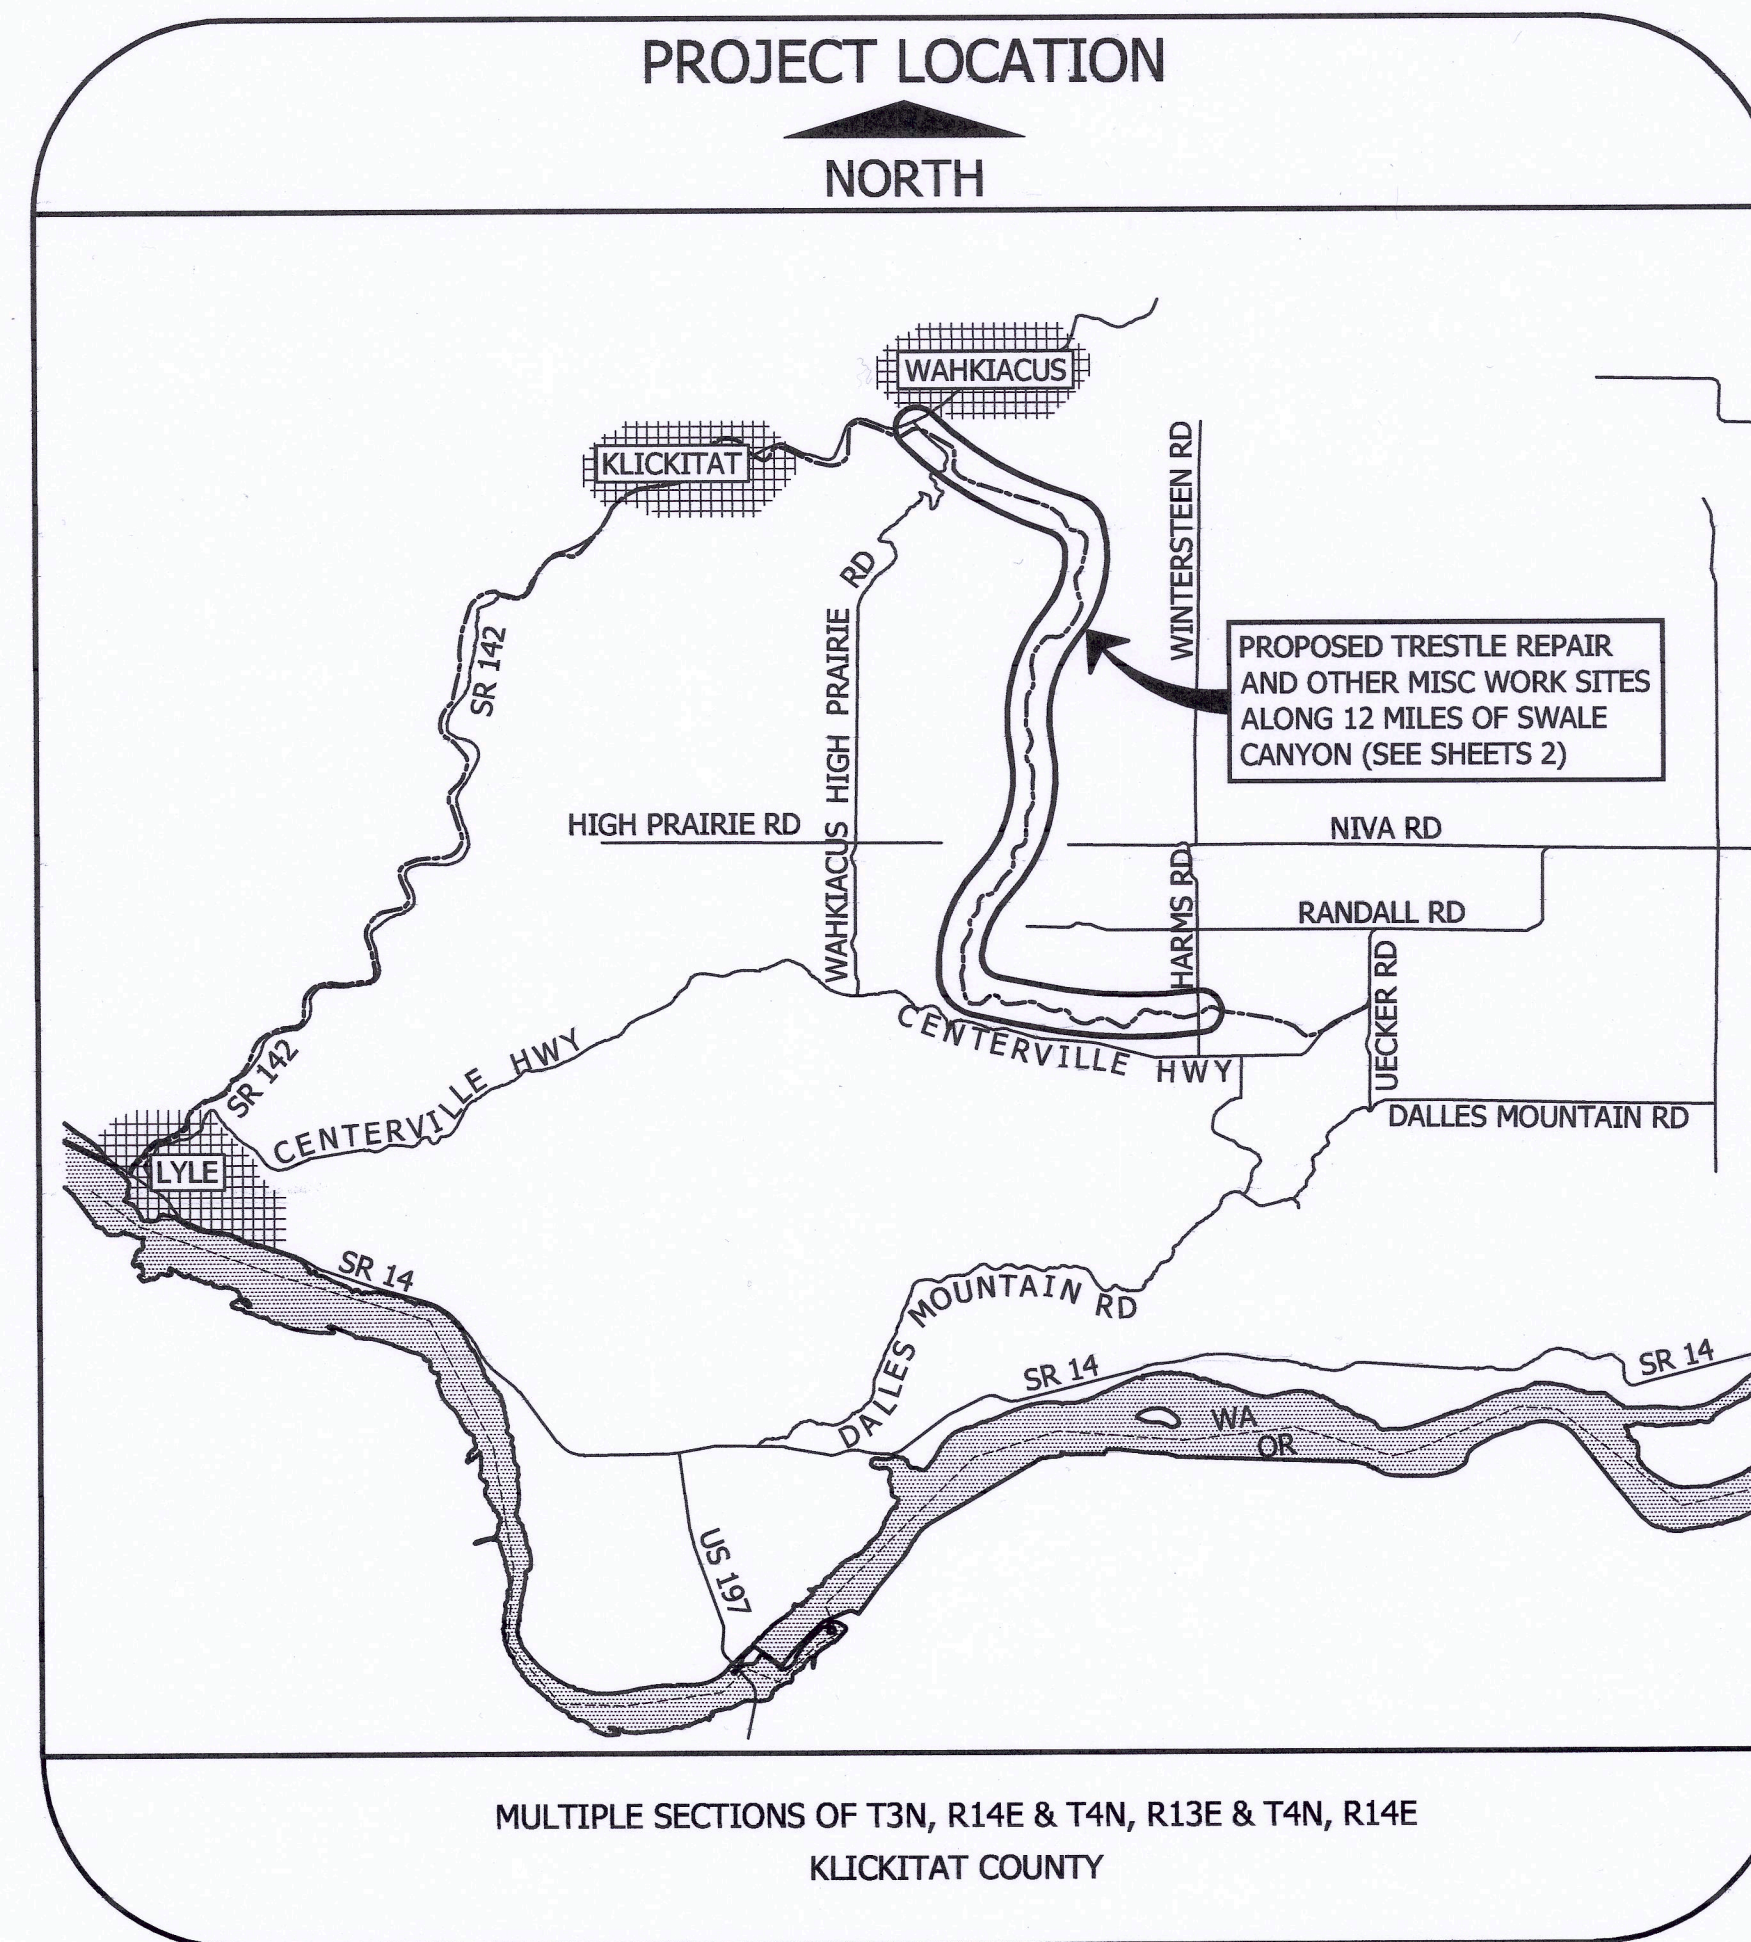 PROJECT LOCATION
NORTH
WAHKIACUS
KLICKITAT
WINTERSTEEN RD
WAHKIACUS HIGH PRAIRIE RD
SR 142
PROPOSED TRESTLE REPAIR
AND OTHER MISC WORK SITES
ALONG 12 MILES OF SWALE
CANYON (SEE SHEETS 2)
HIGH PRAIRIE RD
NIVA RD
HARMS RD
RANDALL RD
UECKER RD
CENTERVILLE HWY
SR 142
CENTERVILLE HWY
DALLES MOUNTAIN RD
LYLE
SR 14
DALLES MOUNTAIN RD
SR 14
SR 14
WA
OR
US 197
MULTIPLE SECTIONS OF T3N, R14E & T4N, R13E & T4N, R14E
KLICKITAT COUNTY